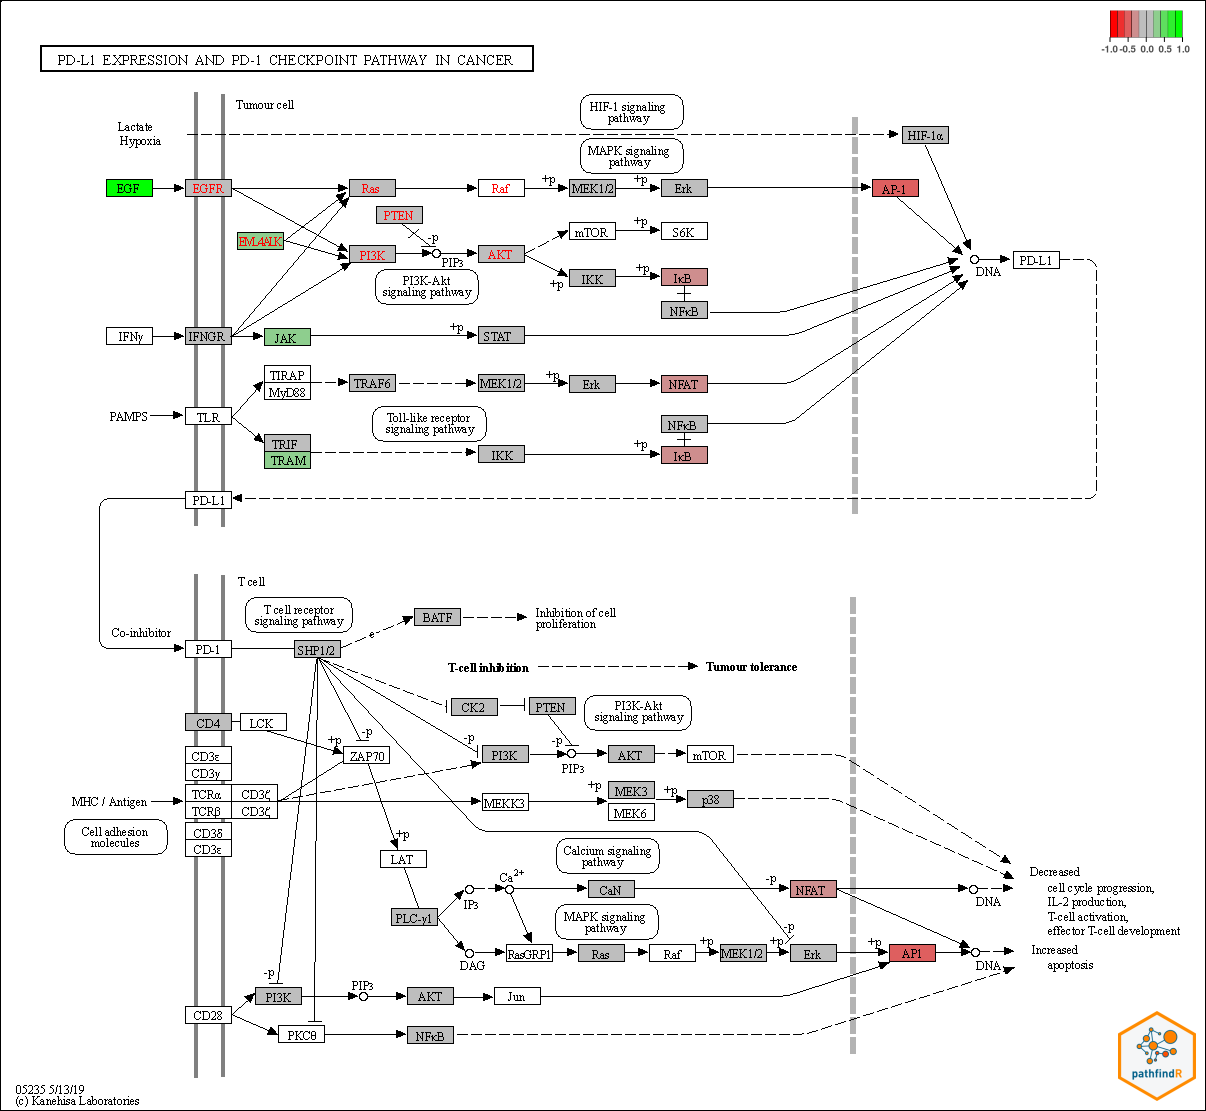 -1.0 -0.5 0.0 0.5 1.0
PD-L1 EXPRESSION AND PD-1 CHECKPOINT PATHWAY IN CANCER
Tumour cell
HIF-1 signaling
pathway
Lactate
Hypoxia
HIF-1α
MAPK signaling
pathway
EGF EGFR Ras Raf +p MEK1/2 +p Erk AP-1
PTEN
EML4ALK -p mTOR +p S6K
PI3K PIP3 AKT
DNA PD-L1
PI3K-Akt
signaling pathway
+p IKK +p IκB
NFκB
IFNγ IFNGR JAK +p STAT
TIRAP
MyD88
TRAF6 MEK1/2 +p Erk NFAT
PAMPS TLR
Toll-like receptor
signaling pathway
NFκB
TRIF
TRAM
IKK +p IκB
PD-L1
T cell
T cell receptor
signaling pathway
BATF
Inhibition of cell
proliferation
e
Co-inhibitor
PD-1 SHP1/2
T-cell inhibition Tumour tolerance
CK2 PTEN
PI3K-Akt
signaling pathway
CD4 LCK
+p -p -p -p
ZAP70 PI3K PIP3 AKT mTOR
CD3ε
CD3γ
TCRα CD3ζ
TCRβ CD3ζ
MHC / Antigen
MEKK3 +p MEK3 +p p38
MEK6
CD3δ
CD3ε
Cell adhesion
molecules
+p
LAT
Calcium signaling
pathway
Decreased
cell cycle progression,
IL-2 production,
T-cell activation,
effector T-cell development
Ca2+
IP3 CaN -p NFAT DNA
PLC-γ1
MAPK signaling
pathway
-p
DAG RasGRP1 Ras Raf +p MEK1/2 +p Erk +p AP1 DNA
Increased
apoptosis
-p
PI3K PIP3 AKT Jun
CD28
PKCθ NFκB
pathfindR
05235 5/13/19
(c) Kanehisa Laboratories